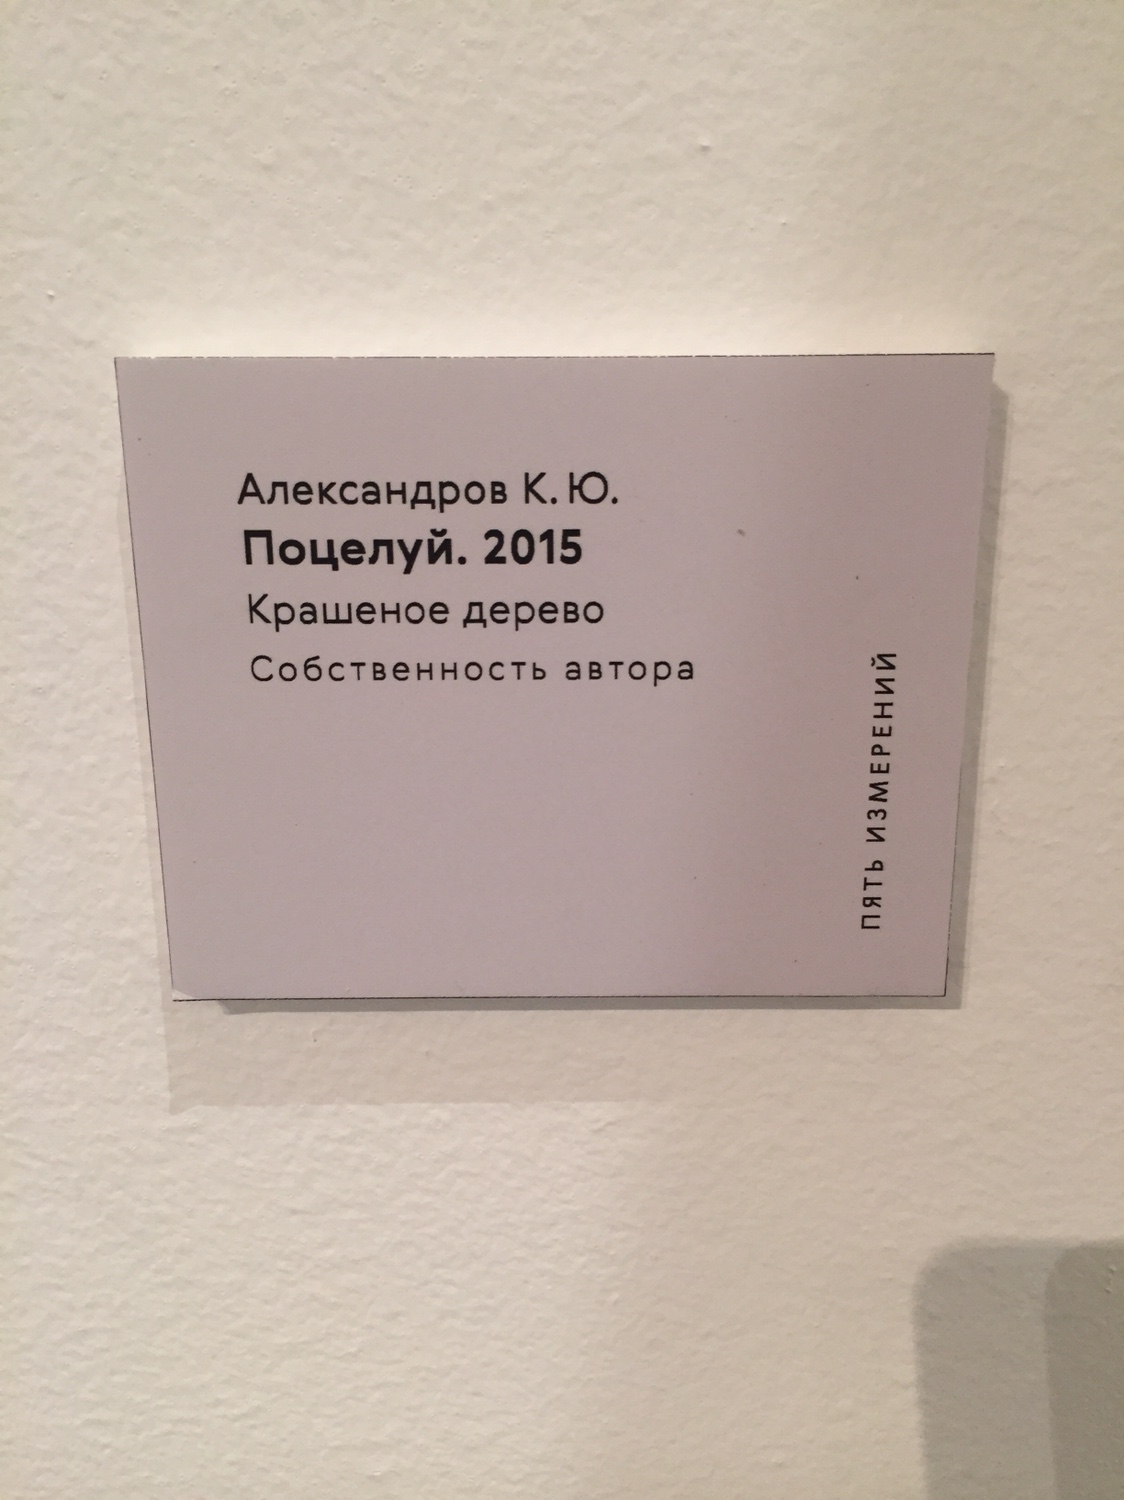 Александров К. Ю.
Поцелуй. 2015
Крашеное дерево
Собственность автора
ПЯТЬ ИЗМЕРЕНИЙ